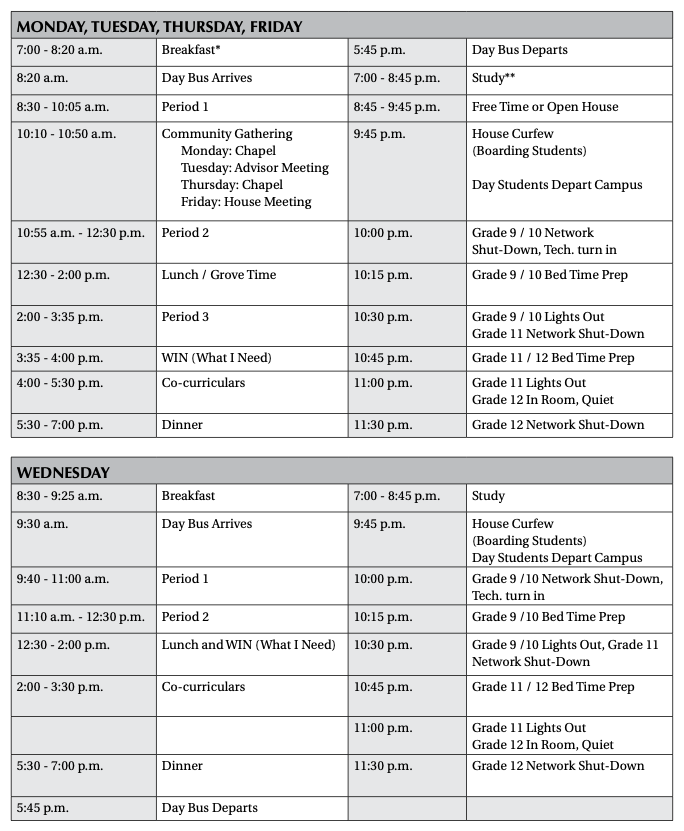 MONDAY, TUESDAY, THURSDAY, FRIDAY
7:00 - 8:20 a.m. Breakfast* 5:45 p.m. Day Bus Departs
8:20 a.m. Day Bus Arrives 7:00 - 8:45 p.m. Study**
8:30 - 10:05 a.m. Period 1 8:45 - 9:45 p.m. Free Time or Open House
10:10 - 10:50 a.m. Community Gathering 9:45 p.m. House Curfew
Monday: Chapel (Boarding Students)
Tuesday: Advisor Meeting
Thursday: Chapel Day Students Depart Campus
Friday: House Meeting
10:55 a.m. - 12:30 p.m. Period 2 10:00 p.m. Grade 9 / 10 Network
Shut-Down, Tech. turn in
12:30 - 2:00 p.m. Lunch / Grove Time 10:15 p.m. Grade 9 / 10 Bed Time Prep
2:00 - 3:35 p.m. Period 3 10:30 p.m. Grade 9 / 10 Lights Out
Grade 11 Network Shut-Down
3:35 - 4:00 p.m. WIN (What I Need) 10:45 p.m. Grade 11 / 12 Bed Time Prep
4:00 - 5:30 p.m. Co-curriculars 11:00 p.m. Grade 11 Lights Out
Grade 12 In Room, Quiet
5:30 - 7:00 p.m. Dinner 11:30 p.m. Grade 12 Network Shut-Down
WEDNESDAY
8:30 - 9:25 a.m. Breakfast 7:00 - 8:45 p.m. Study
9:30 a.m. Day Bus Arrives 9:45 p.m. House Curfew
(Boarding Students)
Day Students Depart Campus
9:40 - 11:00 a.m. Period 1 10:00 p.m. Grade 9 /10 Network Shut-Down,
Tech. turn in
11:10 a.m. - 12:30 p.m. Period 2 10:15 p.m. Grade 9 /10 Bed Time Prep
12:30 - 2:00 p.m. Lunch and WIN (What I Need) 10:30 p.m. Grade 9 /10 Lights Out, Grade 11
Network Shut-Down
2:00 - 3:30 p.m. Co-curriculars 10:45 p.m. Grade 11 / 12 Bed Time Prep
11:00 p.m. Grade 11 Lights Out
Grade 12 In Room, Quiet
5:30 - 7:00 p.m. Dinner 11:30 p.m. Grade 12 Network Shut-Down
5:45 p.m. Day Bus Departs